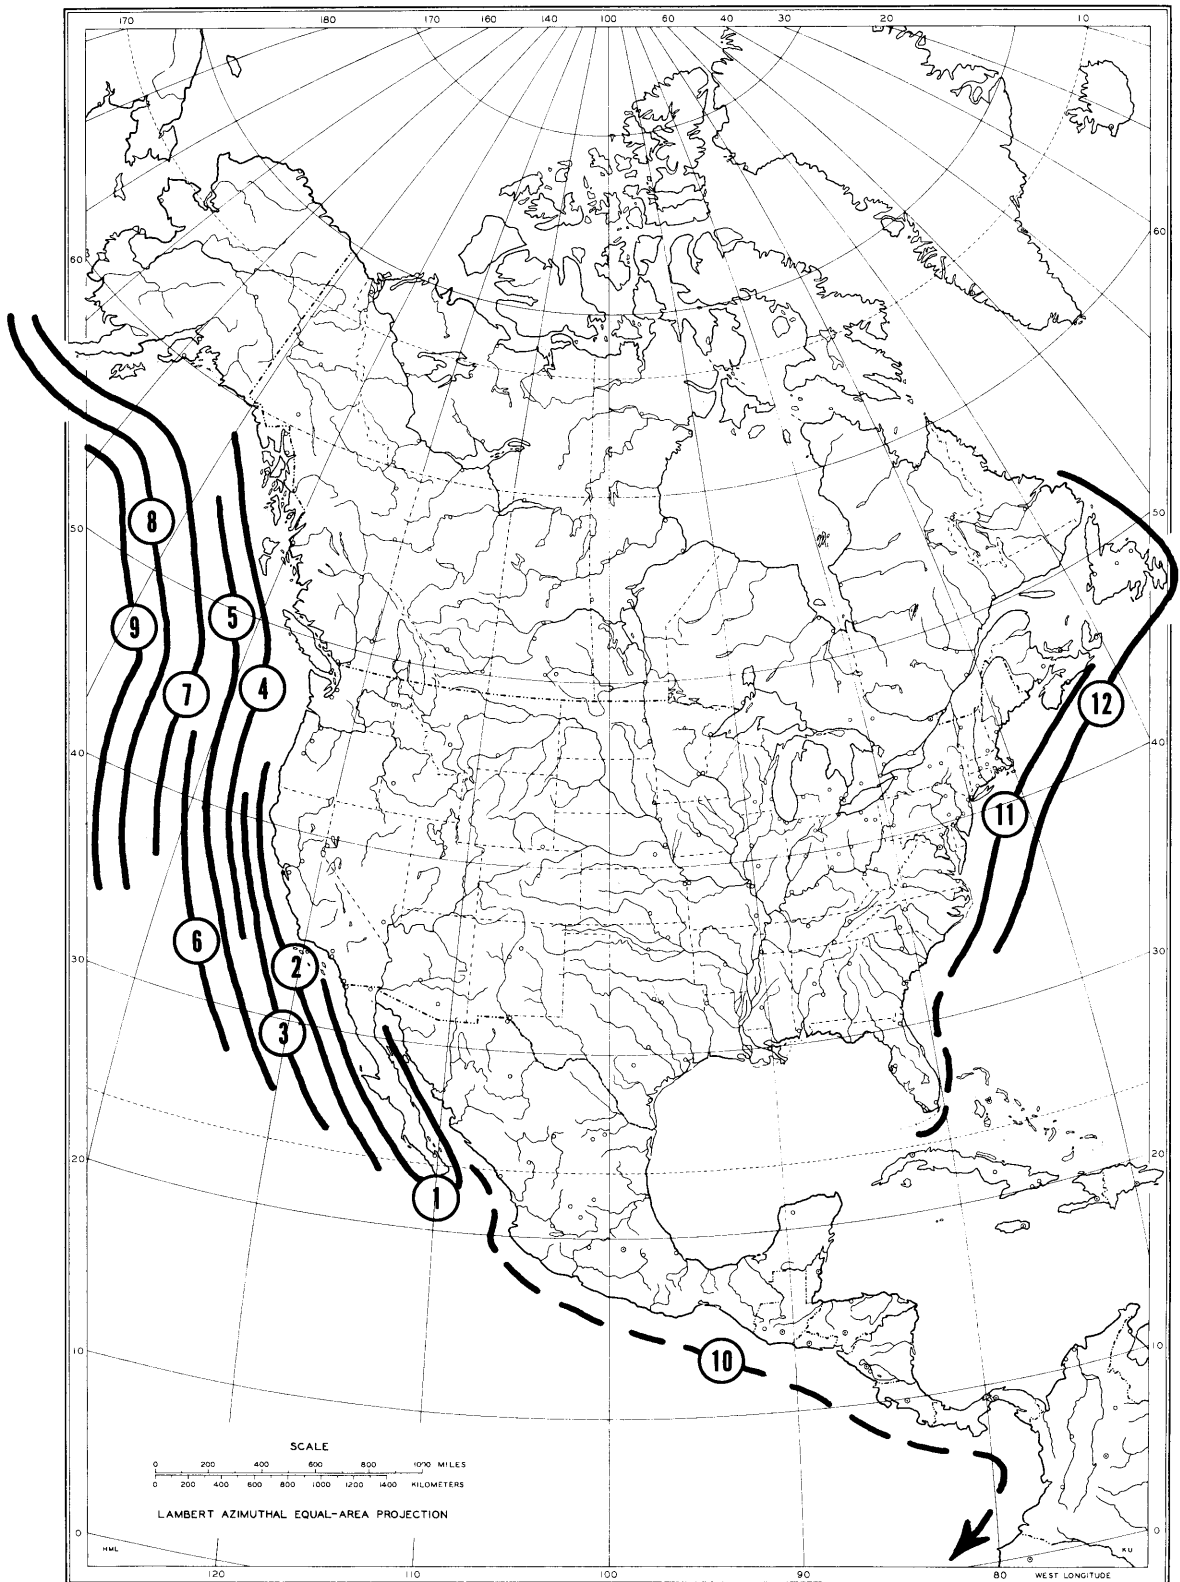 170 180 170 140 100 60 40 30 20 10
60 60
50 50
8
9 5
7 4 12
40 40
11
6
2
30 30
3
20 20
1
10 10
10
SCALE
0 200 400 600 800 1000 MILES
0 200 400 600 800 1000 1200 1400 KILOMETERS
LAMBERT AZIMUTHAL EQUAL-AREA PROJECTION
0 0
HML KU
120 110 100 90 80 WEST LONGITUDE